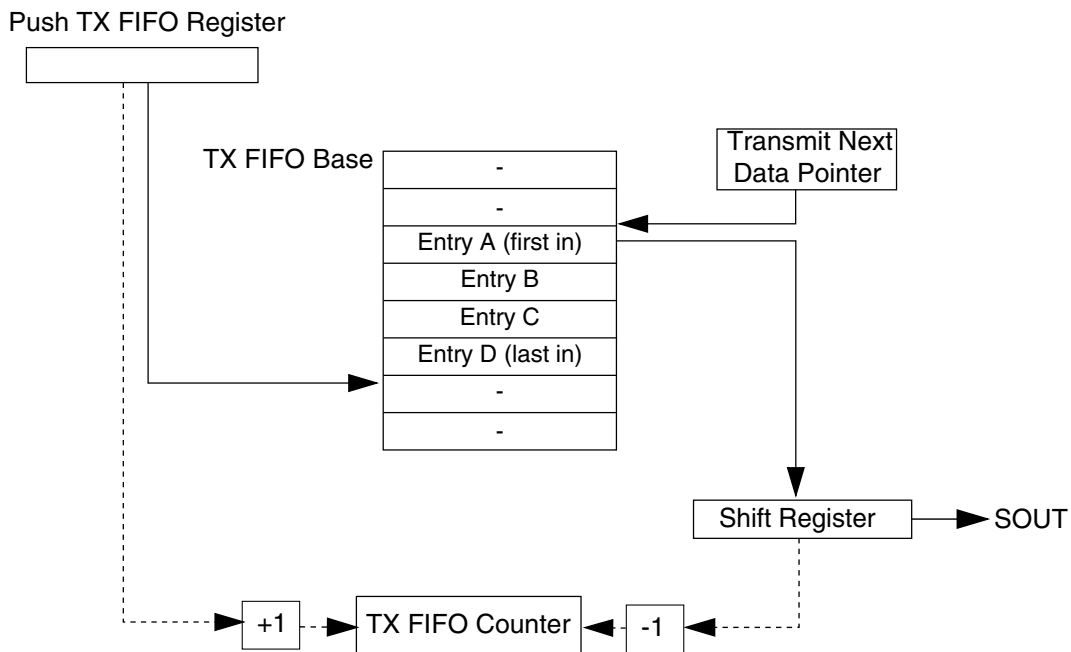 Push TX FIFO Register
TX FIFO Base
Transmit Next
Data Pointer
-
-
Entry A (first in)
Entry B
Entry C
Entry D (last in)
-
-
Shift Register
SOUT
+1
TX FIFO Counter
-1